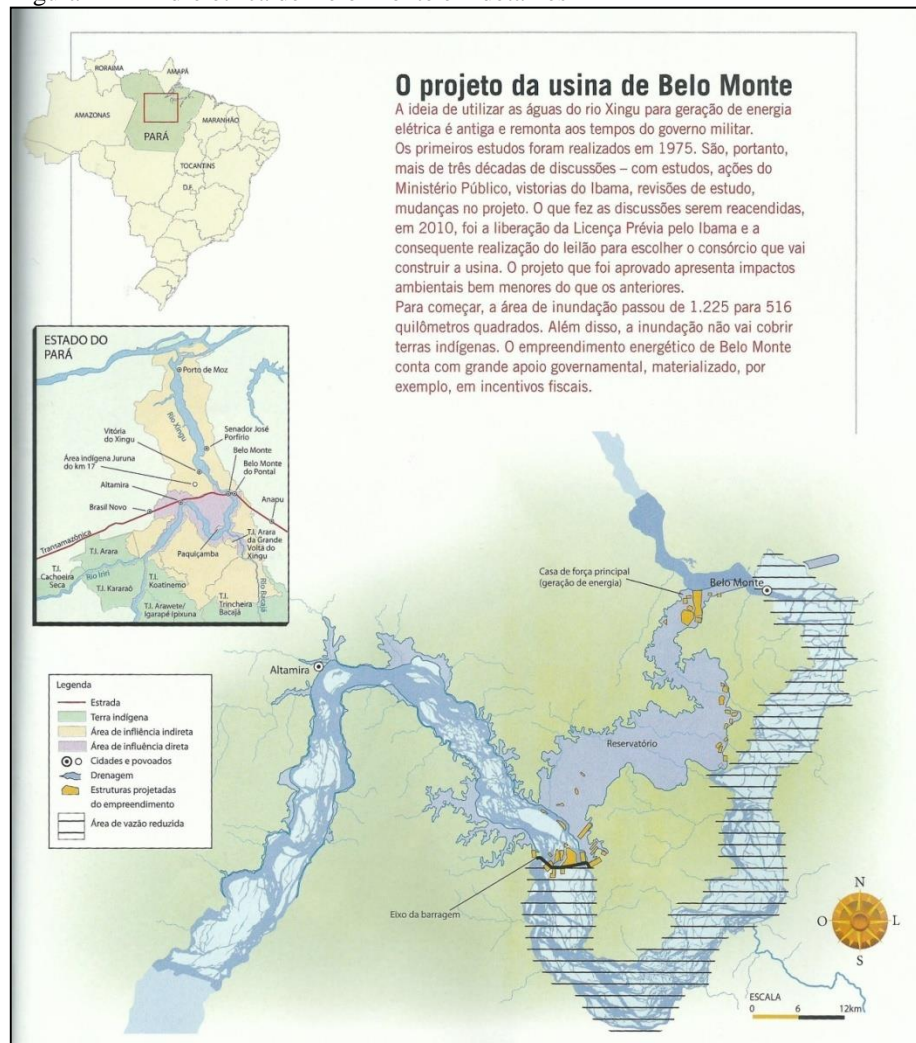 RORAIMA
AMAPÁ
AMAZONAS
PARÁ
MARANHÃO
TOCANTINS
D.F.
O projeto da usina de Belo Monte
A ideia de utilizar as águas do rio Xingu para geração de energia
elétrica é antiga e remonta aos tempos do governo militar.
Os primeiros estudos foram realizados em 1975. São, portanto,
mais de três décadas de discussões – com estudos, ações do
Ministério Público, vistorias do Ibama, revisões de estudo,
mudanças no projeto. O que fez as discussões serem reacendidas,
em 2010, foi a liberação da Licença Prévia pelo Ibama e a
consequente realização do leilão para escolher o consórcio que vai
construir a usina. O projeto que foi aprovado apresenta impactos
ambientais bem menores do que os anteriores.
Para começar, a área de inundação passou de 1.225 para 516
quilômetros quadrados. Além disso, a inundação não vai cobrir
terras indígenas. O empreendimento energético de Belo Monte
conta com grande apoio governamental, materializado, por
exemplo, em incentivos fiscais.
ESTADO DO
PARÁ
Porto de Moz
Rio Xingu
Vitória
do Xingu
Senador José
Porfírio
Área indígena Juruna
do km 17
Belo Monte
Belo Monte
do Pontal
Altamira
Anapu
Brasil Novo
Transamazônica
T.I. Arara
da Grande
Volta do
Xingu
Paquiçamba
T.I. Arara
T.I.
Cachoeira
Seca
Rio Iriri
T.I. Kararaô
T.I.
Koatinemo
T.I. Arawete/
Igarapé Ipixuna
T.I.
Trincheira
Bacajá
Rio Bacajá
Casa de força principal
(geração de energia)
Belo Monte
Altamira
Reservatório
Eixo da barragem
Legenda
Estrada
Terra indígena
Área de infliência indireta
Área de influência direta
Cidades e povoados
Drenagem
Estruturas projetadas
do empreendimento
Área de vazão reduzida
N
O
L
S
ESCALA
0 6 12km